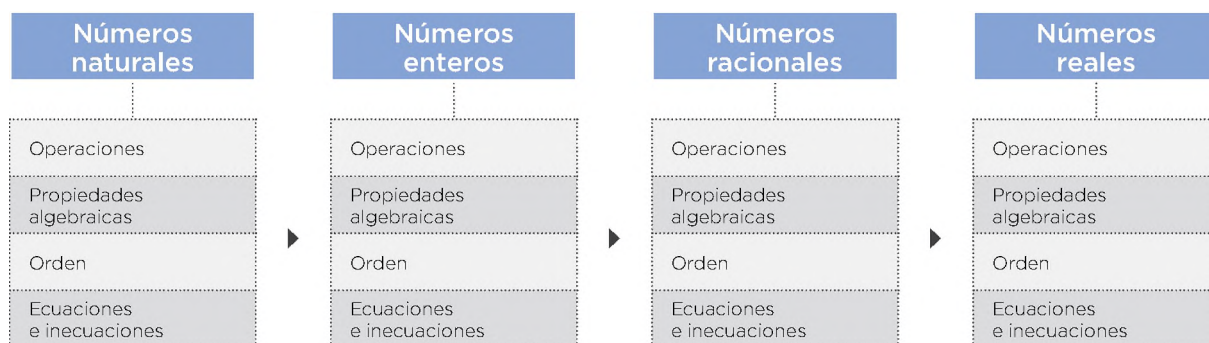 Números
naturales
Operaciones
Propiedades
algebraicas
Orden
Ecuaciones
e inecuaciones
Números
enteros
Operaciones
Propiedades
algebraicas
Orden
Ecuaciones
e inecuaciones
Números
racionales
Operaciones
Propiedades
algebraicas
Orden
Ecuaciones
e inecuaciones
Números
reales
Operaciones
Propiedades
algebraicas
Orden
Ecuaciones
e inecuaciones